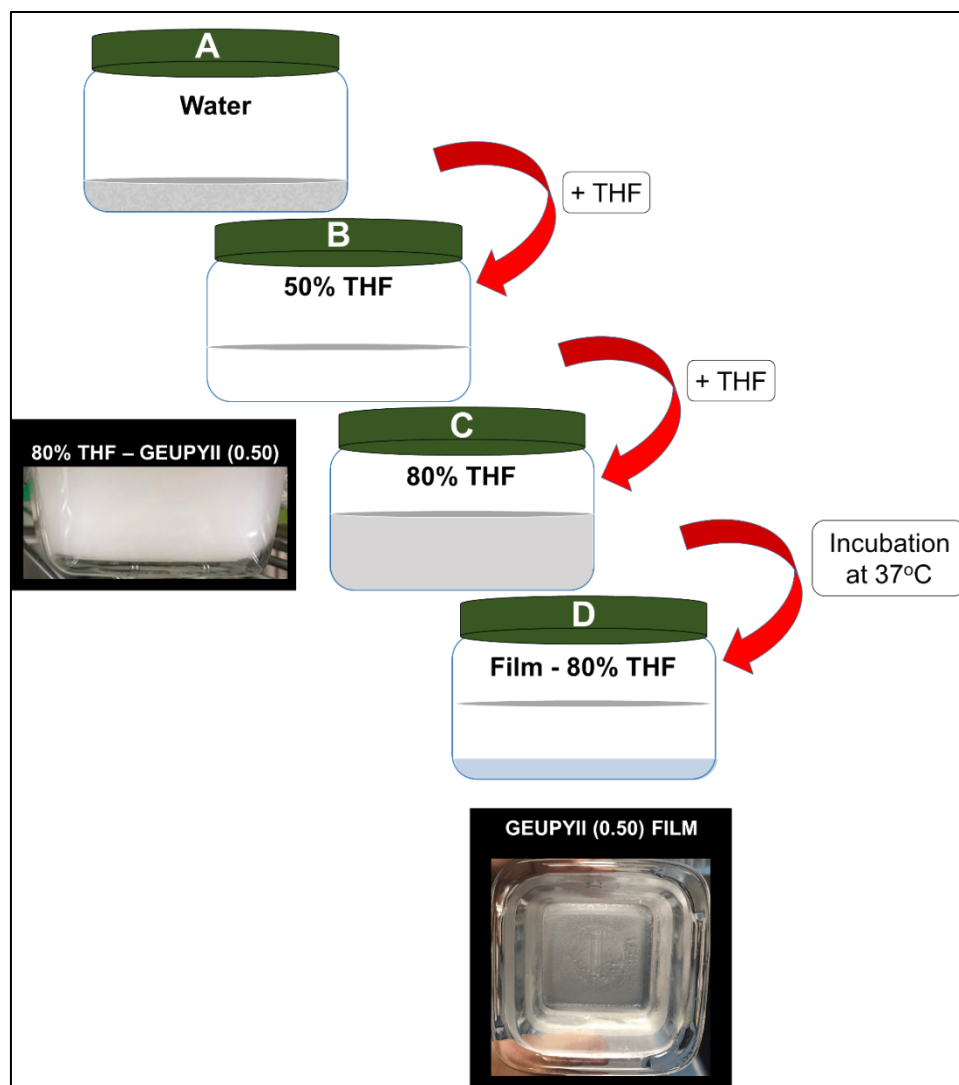 A
Water
+ THF
B
50% THF
+ THF
C
80% THF
80% THF – GEUPYII (0.50)
Incubation
at 37°C
D
Film - 80% THF
GEUPYII (0.50) FILM